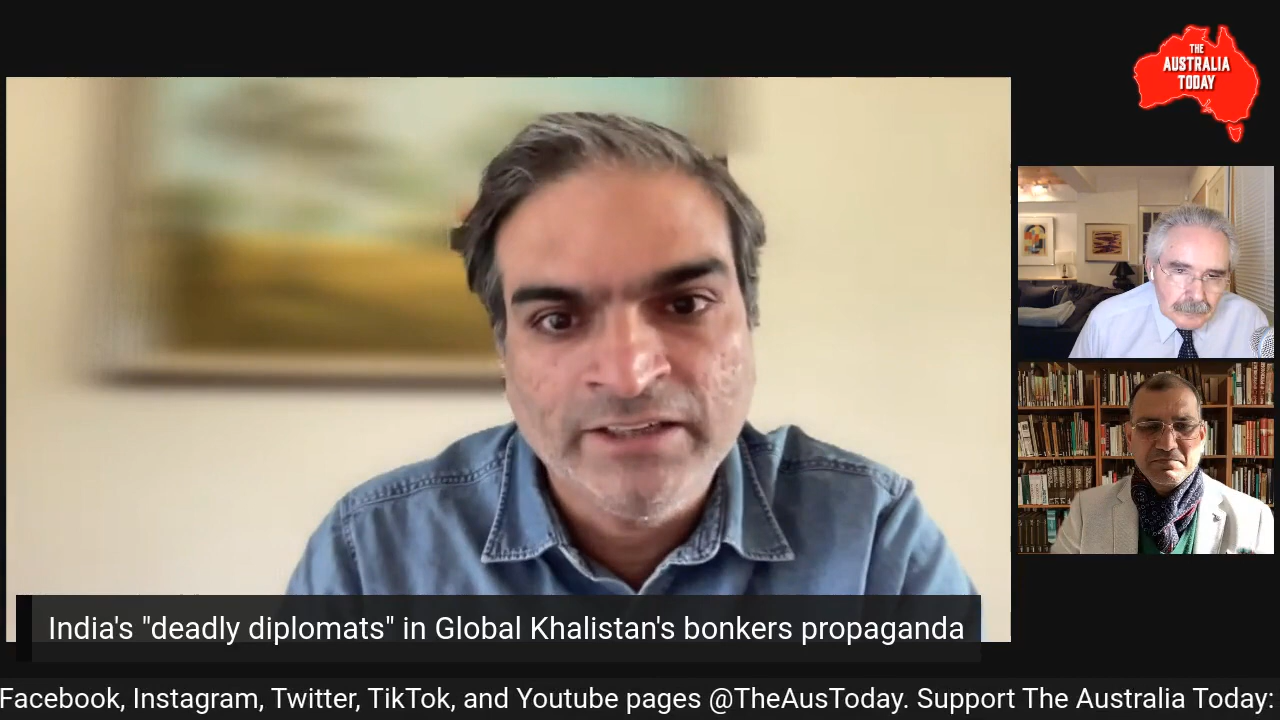 THE
AUSTRALIA
TODAY
India's "deadly diplomats" in Global Khalistan's bonkers propaganda
Facebook, Instagram, Twitter, TikTok, and Youtube pages @TheAusToday. Support The Australia Today: